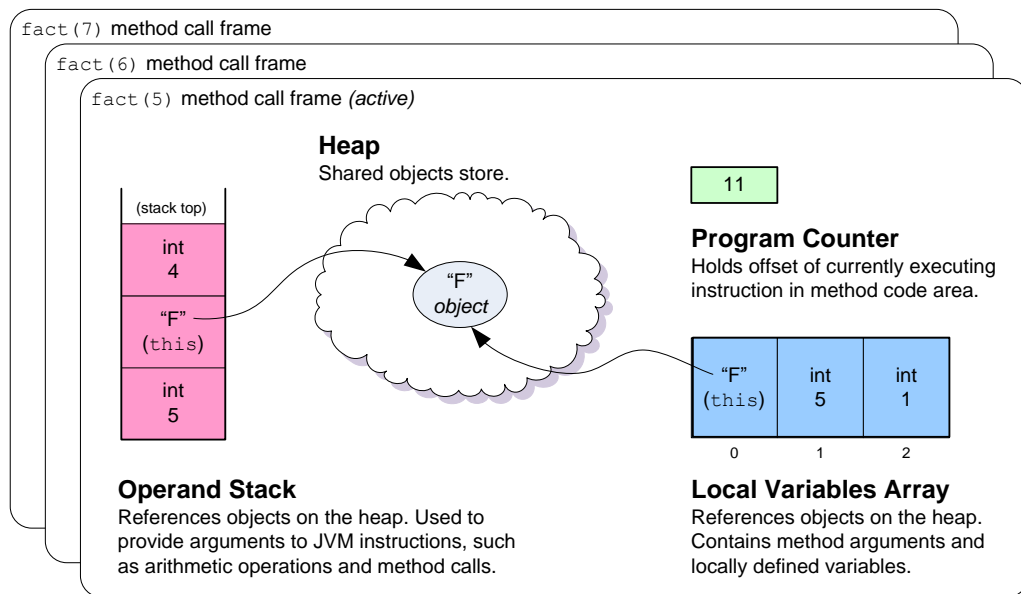 fact(7) method call frame
fact(6) method call frame
fact(5) method call frame (active)
Heap
Shared objects store.
(stack top)
int
4
“F”
(this)
int
5
“F”
object
11
Program Counter
Holds offset of currently executing
instruction in method code area.
“F”
(this)
int
5
int
1
0 1 2
Operand Stack
References objects on the heap. Used to
provide arguments to JVM instructions, such
as arithmetic operations and method calls.
Local Variables Array
References objects on the heap.
Contains method arguments and
locally defined variables.